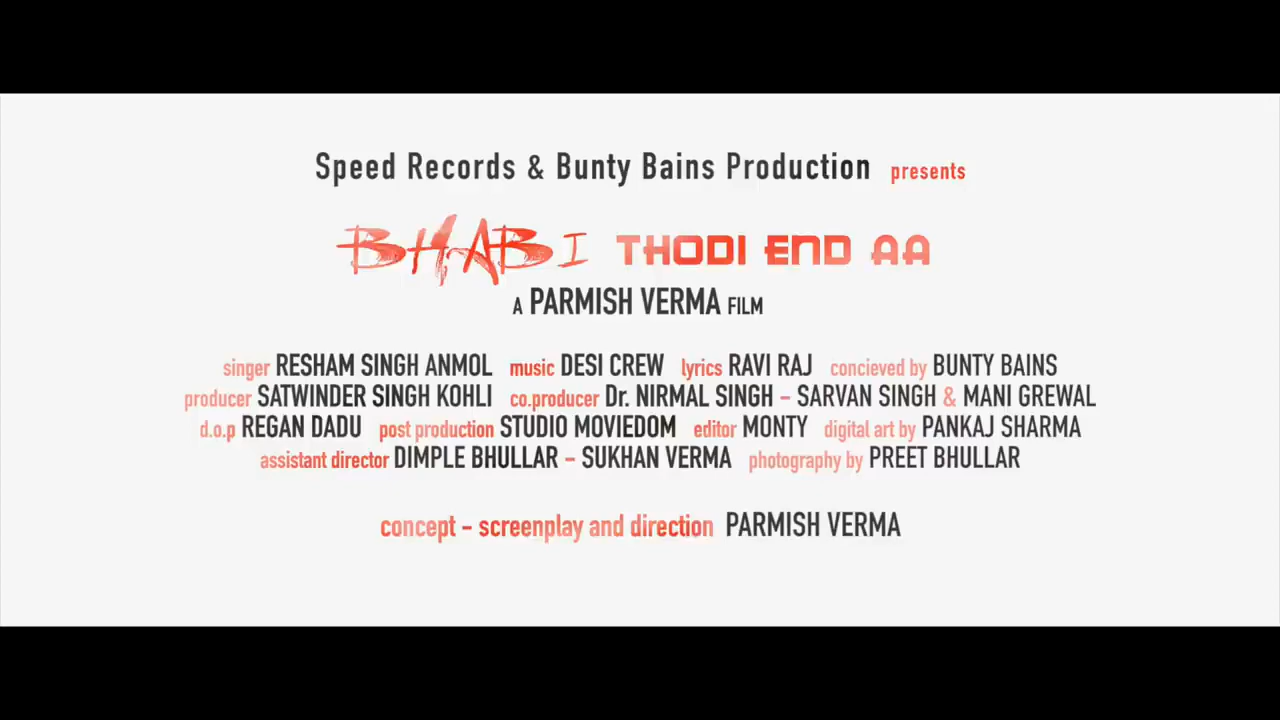 Speed Records & Bunty Bains Production presents
BHABI THODI END AA
A PARMISH VERMA FILM
singer RESHAM SINGH ANMOL music DESI CREW lyrics RAVI RAJ concieved by BUNTY BAINS
producer SATWINDER SINGH KOHLI co.producer Dr. NIRMAL SINGH - SARVAN SINGH & MANI GREWAL
d.o.p REGAN DADU post production STUDIO MOVIEDOM editor MONTY digital art by PANKAJ SHARMA
assistant director DIMPLE BHULLAR - SUKHAN VERMA photography by PREET BHULLAR
concept - screenplay and direction PARMISH VERMA